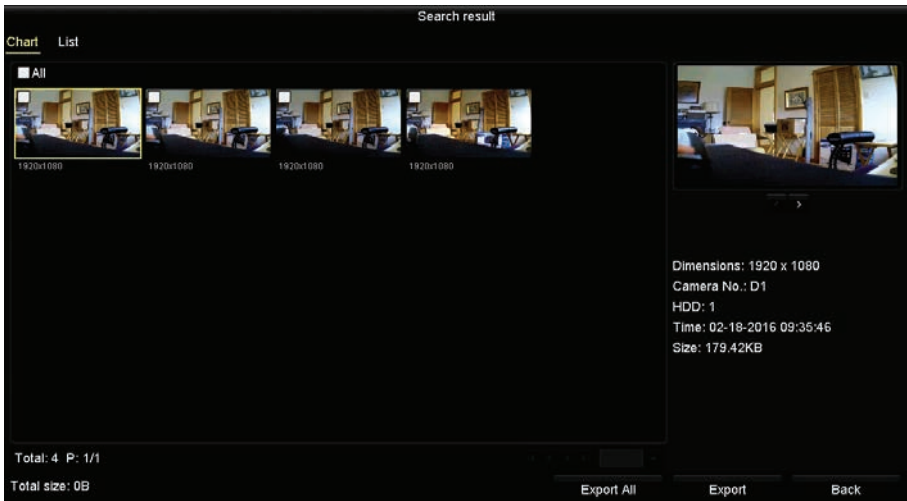 Search result
Chart List
All
1920x1080 1920x1080 1920x1080 1920x1080
Dimensions: 1920 x 1080
Camera No.: D1
HDD: 1
Time: 02-18-2016 09:35:46
Size: 179.42KB
Total: 4 P: 1/1
Total size: 0B
Export All Export Back